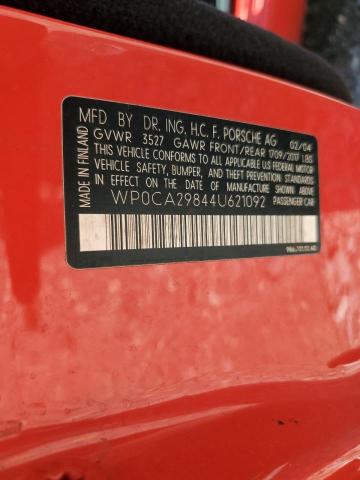 MFD. BY DR. ING. H.C. F. PORSCHE AG 02/04
GVWR 3527 GAWR FRONT/REAR 1709/2017 LBS
THIS VEHICLE CONFORMS TO ALL APPLICABLE U.S. FEDERAL MOTOR
VEHICLE SAFETY, BUMPER, AND THEFT PREVENTION STANDARDS
IN EFFECT ON THE DATE OF MANUFACTURE SHOWN ABOVE.
WP0CA29844U621092 PASSENGER CAR
MADE IN FINLAND